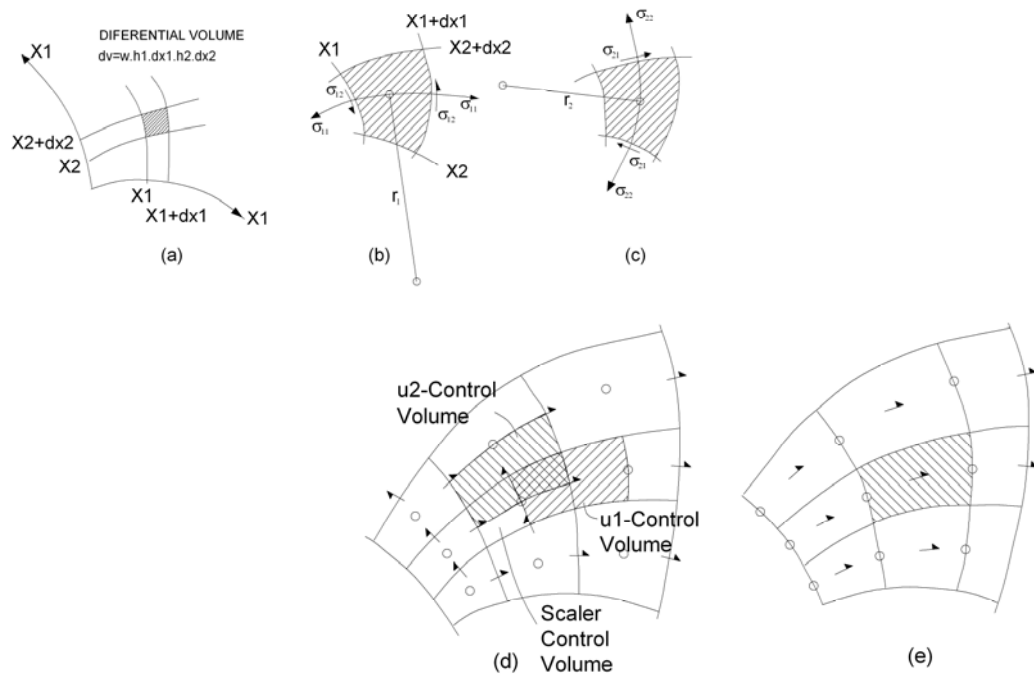 DIFERENTIAL VOLUME
dv=w.h1.dx1.h2.dx2
X1
X2+dx2
X2
X1
X1+dx1
X1
(a)
X1+dx1
X1
X2+dx2
σ12
σ11
σ11
σ12
X2
r1
(b)
σ22
σ21
r2
σ21
σ22
(c)
u2-Control
Volume
u1-Control
Volume
Scaler
Control
Volume
(d)
(e)